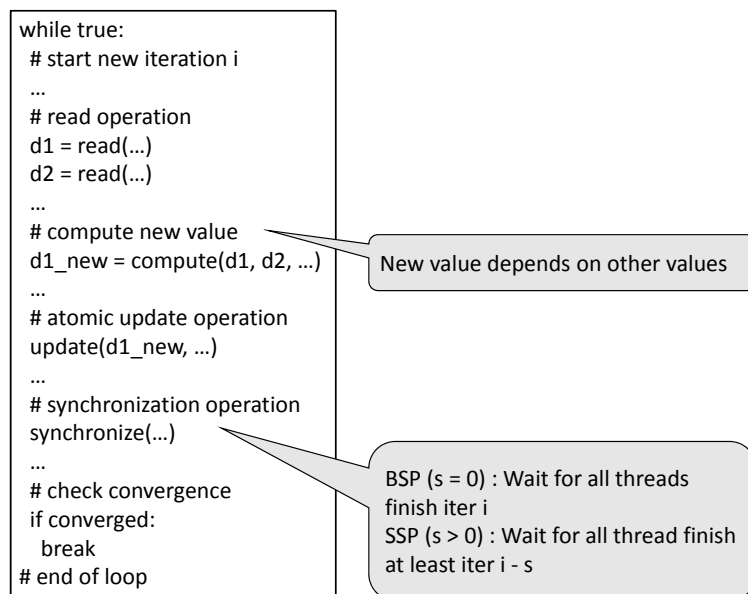 while true:
# start new iteration i
…
# read operation
d1 = read(…)
d2 = read(…)
…
# compute new value
d1_new = compute(d1, d2, …)
…
# atomic update operation
update(d1_new, …)
…
# synchronization operation
synchronize(…)
…
# check convergence
if converged:
break
# end of loop
New value depends on other values
BSP (s = 0) : Wait for all threads
finish iter i
SSP (s > 0) : Wait for all thread finish
at least iter i - s